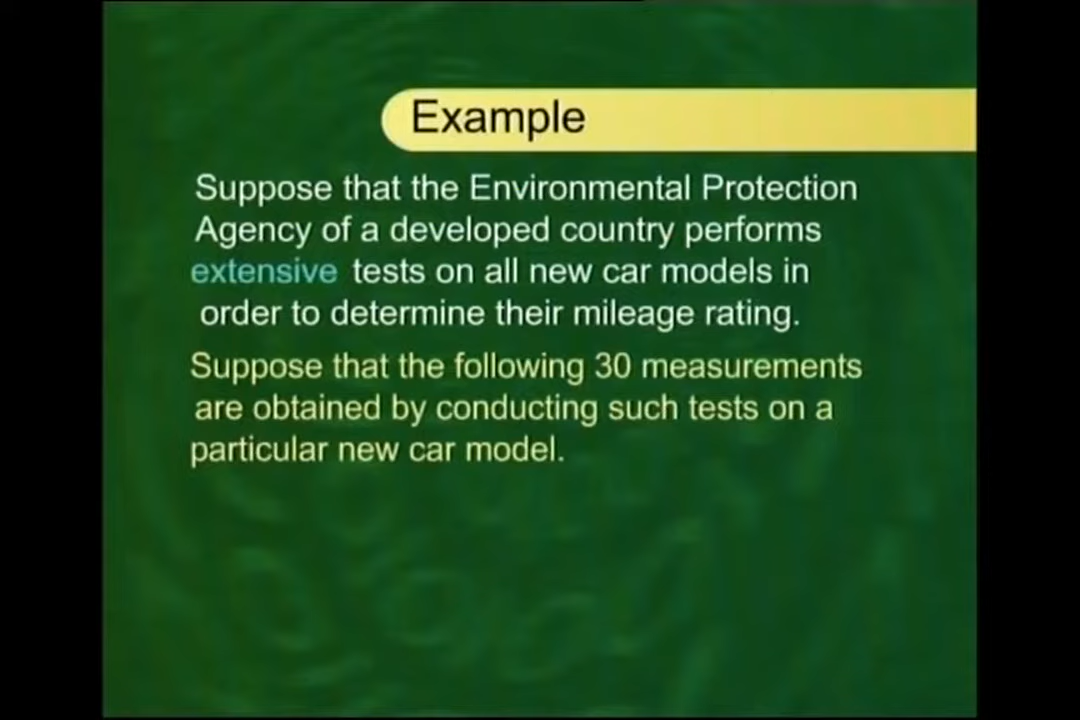 Example
Suppose that the Environmental Protection
Agency of a developed country performs
extensive tests on all new car models in
order to determine their mileage rating.
Suppose that the following 30 measurements
are obtained by conducting such tests on a
particular new car model.